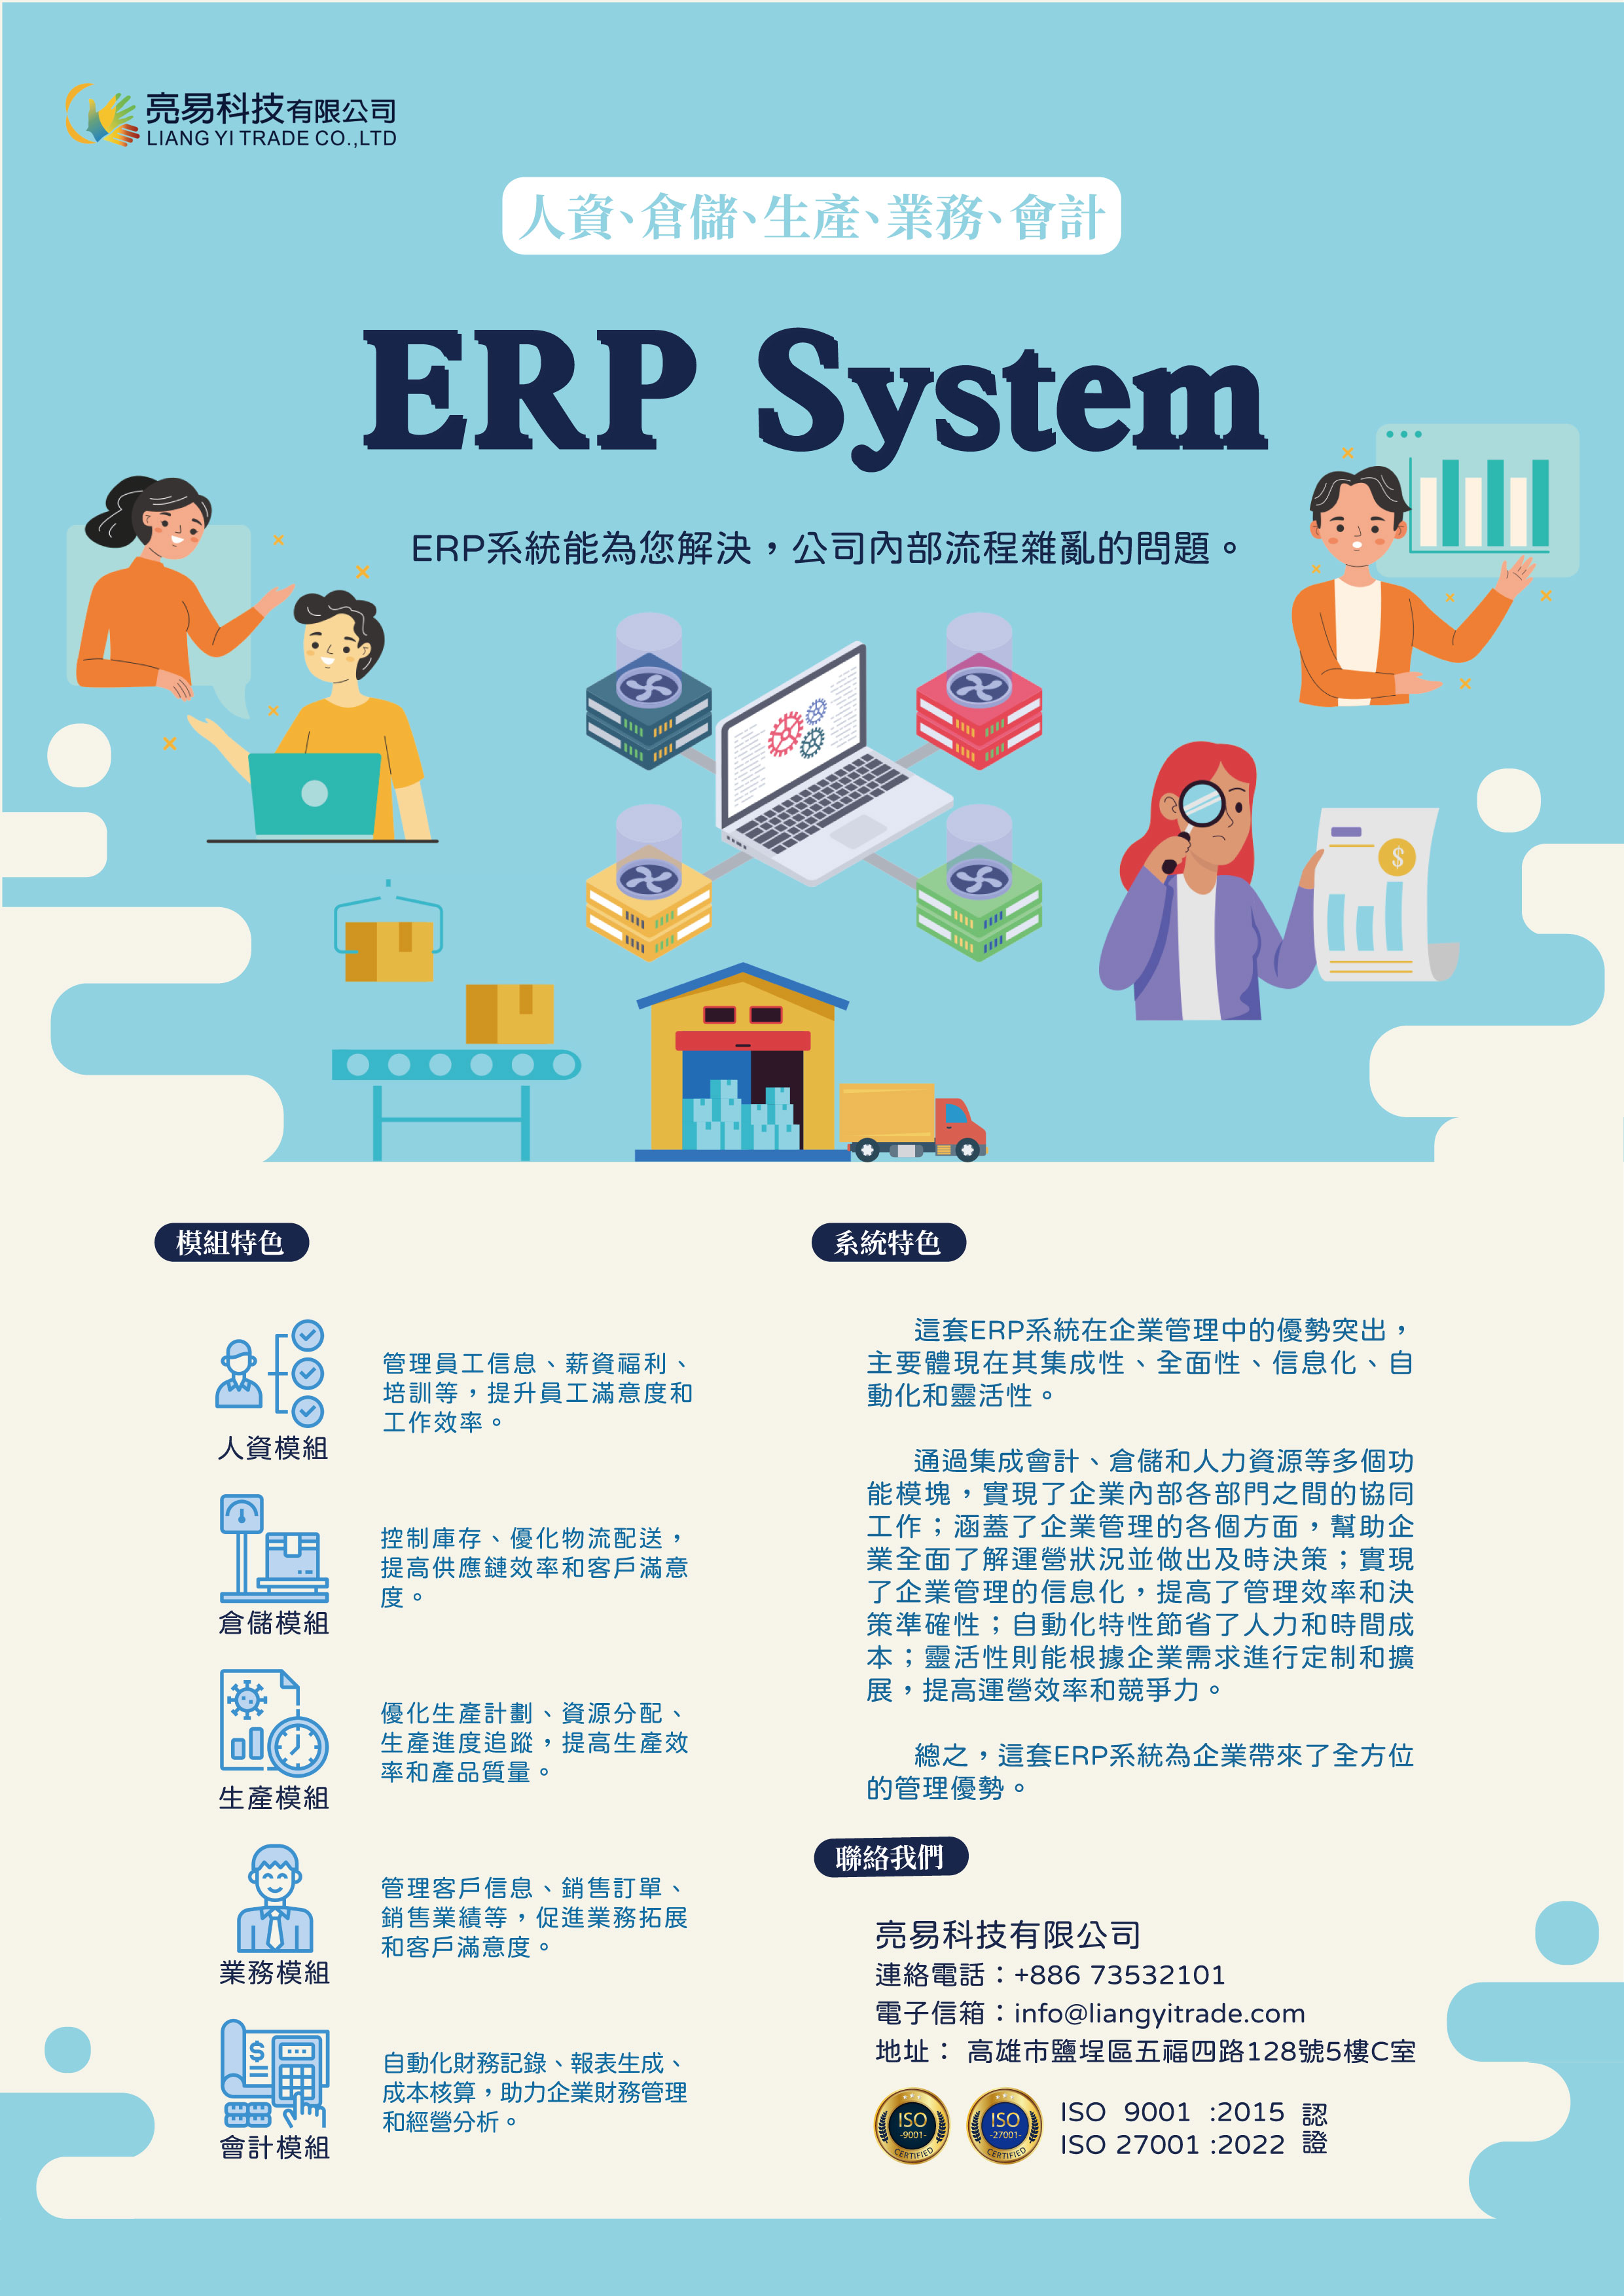 亮易科技有限公司
LIANG YI TRADE CO.,LTD
人資、倉儲、生產、業務、會計
ERP System
ERP系統能為您解決，公司內部流程雜亂的問題。
$
模組特色
人資模組
管理員工信息、薪資福利、
培訓等，提升員工滿意度和
工作效率。
倉儲模組
控制庫存、優化物流配送，
提高供應鏈效率和客戶滿意
度。
生產模組
優化生產計劃、資源分配、
生產進度追蹤，提高生產效
率和產品質量。
業務模組
管理客戶信息、銷售訂單、
銷售業績等，促進業務拓展
和客戶滿意度。
$
會計模組
自動化財務記錄、報表生成、
成本核算，助力企業財務管理
和經營分析。
系統特色
這套ERP系統在企業管理中的優勢突出，
主要體現在其集成性、全面性、信息化、自
動化和靈活性。
通過集成會計、倉儲和人力資源等多個功
能模塊，實現了企業內部各部門之間的協同
工作；涵蓋了企業管理的各個方面，幫助企
業全面了解運營狀況並做出及時決策；實現
了企業管理的信息化，提高了管理效率和決
策準確性；自動化特性節省了人力和時間成
本；靈活性則能根據企業需求進行定制和擴
展，提高運營效率和競爭力。
總之，這套ERP系統為企業帶來了全方位
的管理優勢。
聯絡我們
亮易科技有限公司
連絡電話：+886 73532101
電子信箱：info@liangyitrade.com
地址： 高雄市鹽埕區五福四路128號5樓C室
ISO
-9001-
CERTIFIED
ISO
-27001-
CERTIFIED
ISO 9001 :2015
ISO 27001 :2022
認證